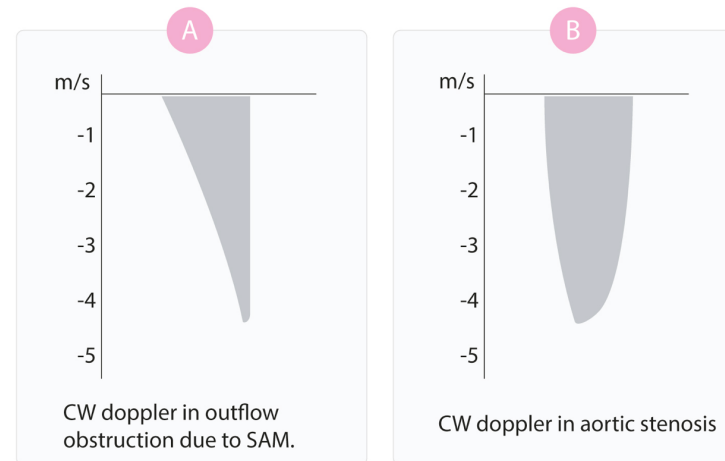 A
m/s
-1
-2
-3
-4
-5
CW doppler in outflow
obstruction due to SAM.
B
m/s
-1
-2
-3
-4
-5
CW doppler in aortic stenosis